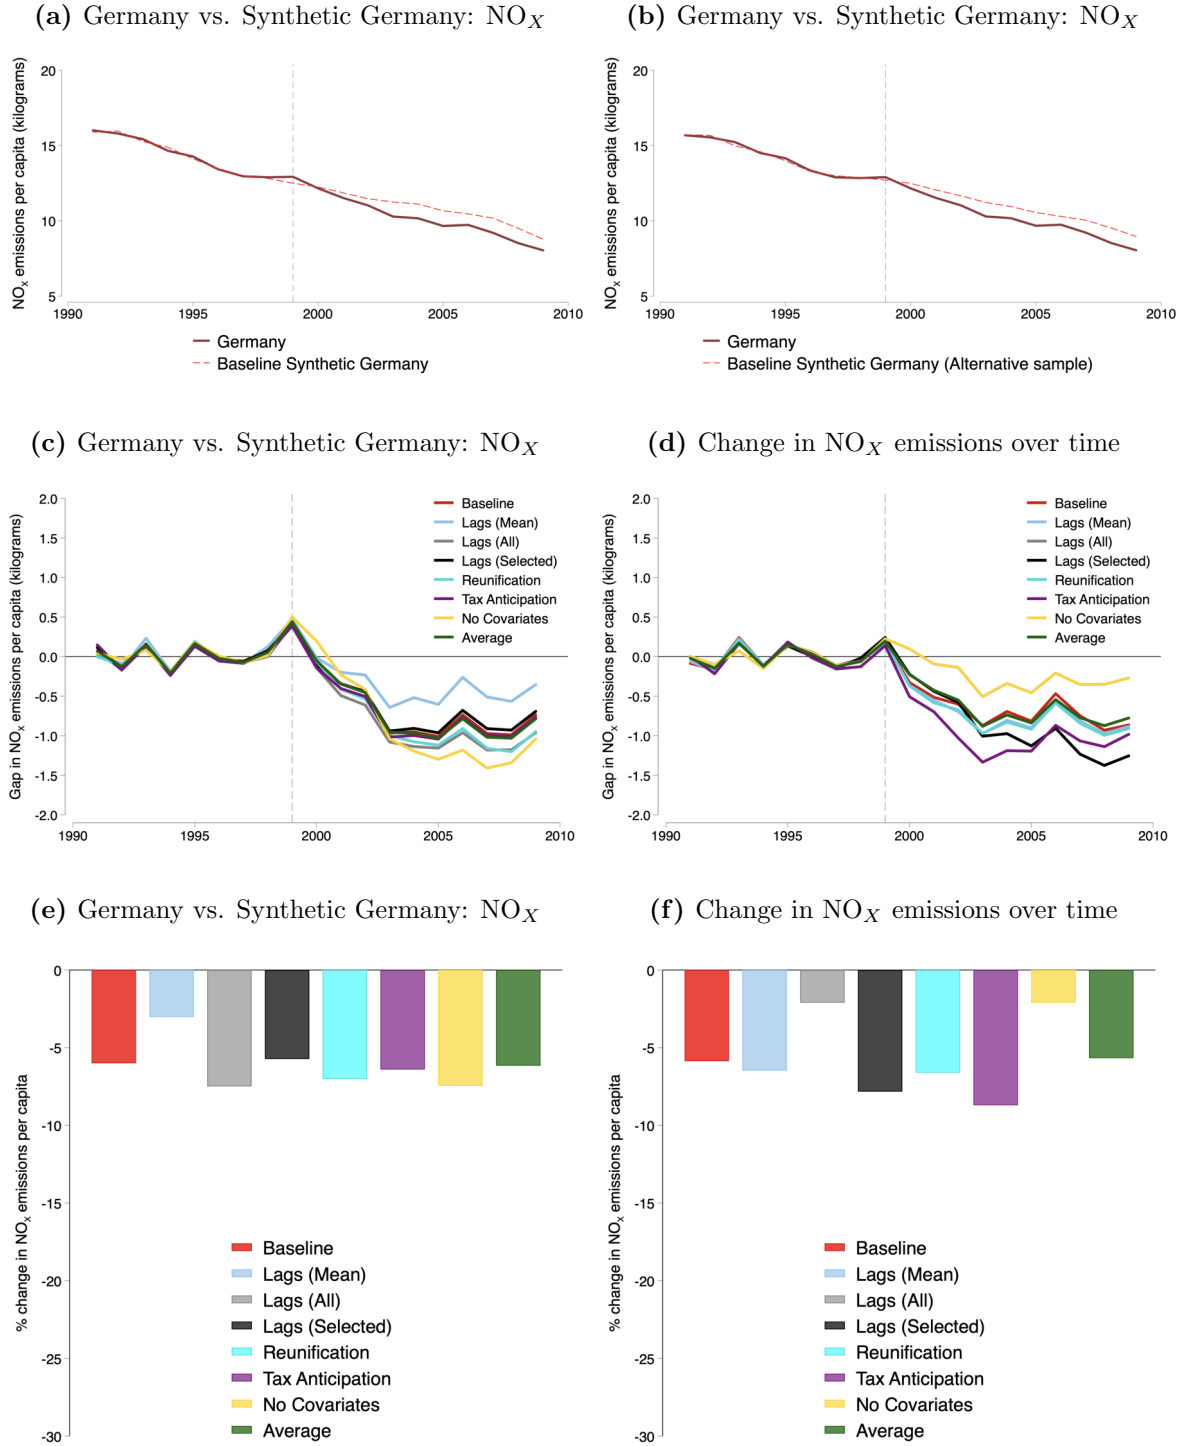 (a) Germany vs. Synthetic Germany: NOX
NOx emissions per capita (kilograms)
20
15
10
5
1990 1995 2000 2005 2010
Germany
Baseline Synthetic Germany
(b) Germany vs. Synthetic Germany: NOX
NOx emissions per capita (kilograms)
20
15
10
5
1990 1995 2000 2005 2010
Germany
Baseline Synthetic Germany (Alternative sample)
(c) Germany vs. Synthetic Germany: NOX
Gap in NOx emissions per capita (kilograms)
2.0
1.5
1.0
0.5
0.0
-0.5
-1.0
-1.5
-2.0
1990 1995 2000 2005 2010
Baseline
Lags (Mean)
Lags (All)
Lags (Selected)
Reunification
Tax Anticipation
No Covariates
Average
(d) Change in NOX emissions over time
Gap in NOx emissions per capita (kilograms)
2.0
1.5
1.0
0.5
0.0
-0.5
-1.0
-1.5
-2.0
1990 1995 2000 2005 2010
Baseline
Lags (Mean)
Lags (All)
Lags (Selected)
Reunification
Tax Anticipation
No Covariates
Average
(e) Germany vs. Synthetic Germany: NOX
% change in NOx emissions per capita
0
-5
-10
-15
-20
-25
-30
Baseline
Lags (Mean)
Lags (All)
Lags (Selected)
Reunification
Tax Anticipation
No Covariates
Average
(f) Change in NOX emissions over time
% change in NOx emissions per capita
0
-5
-10
-15
-20
-25
-30
Baseline
Lags (Mean)
Lags (All)
Lags (Selected)
Reunification
Tax Anticipation
No Covariates
Average